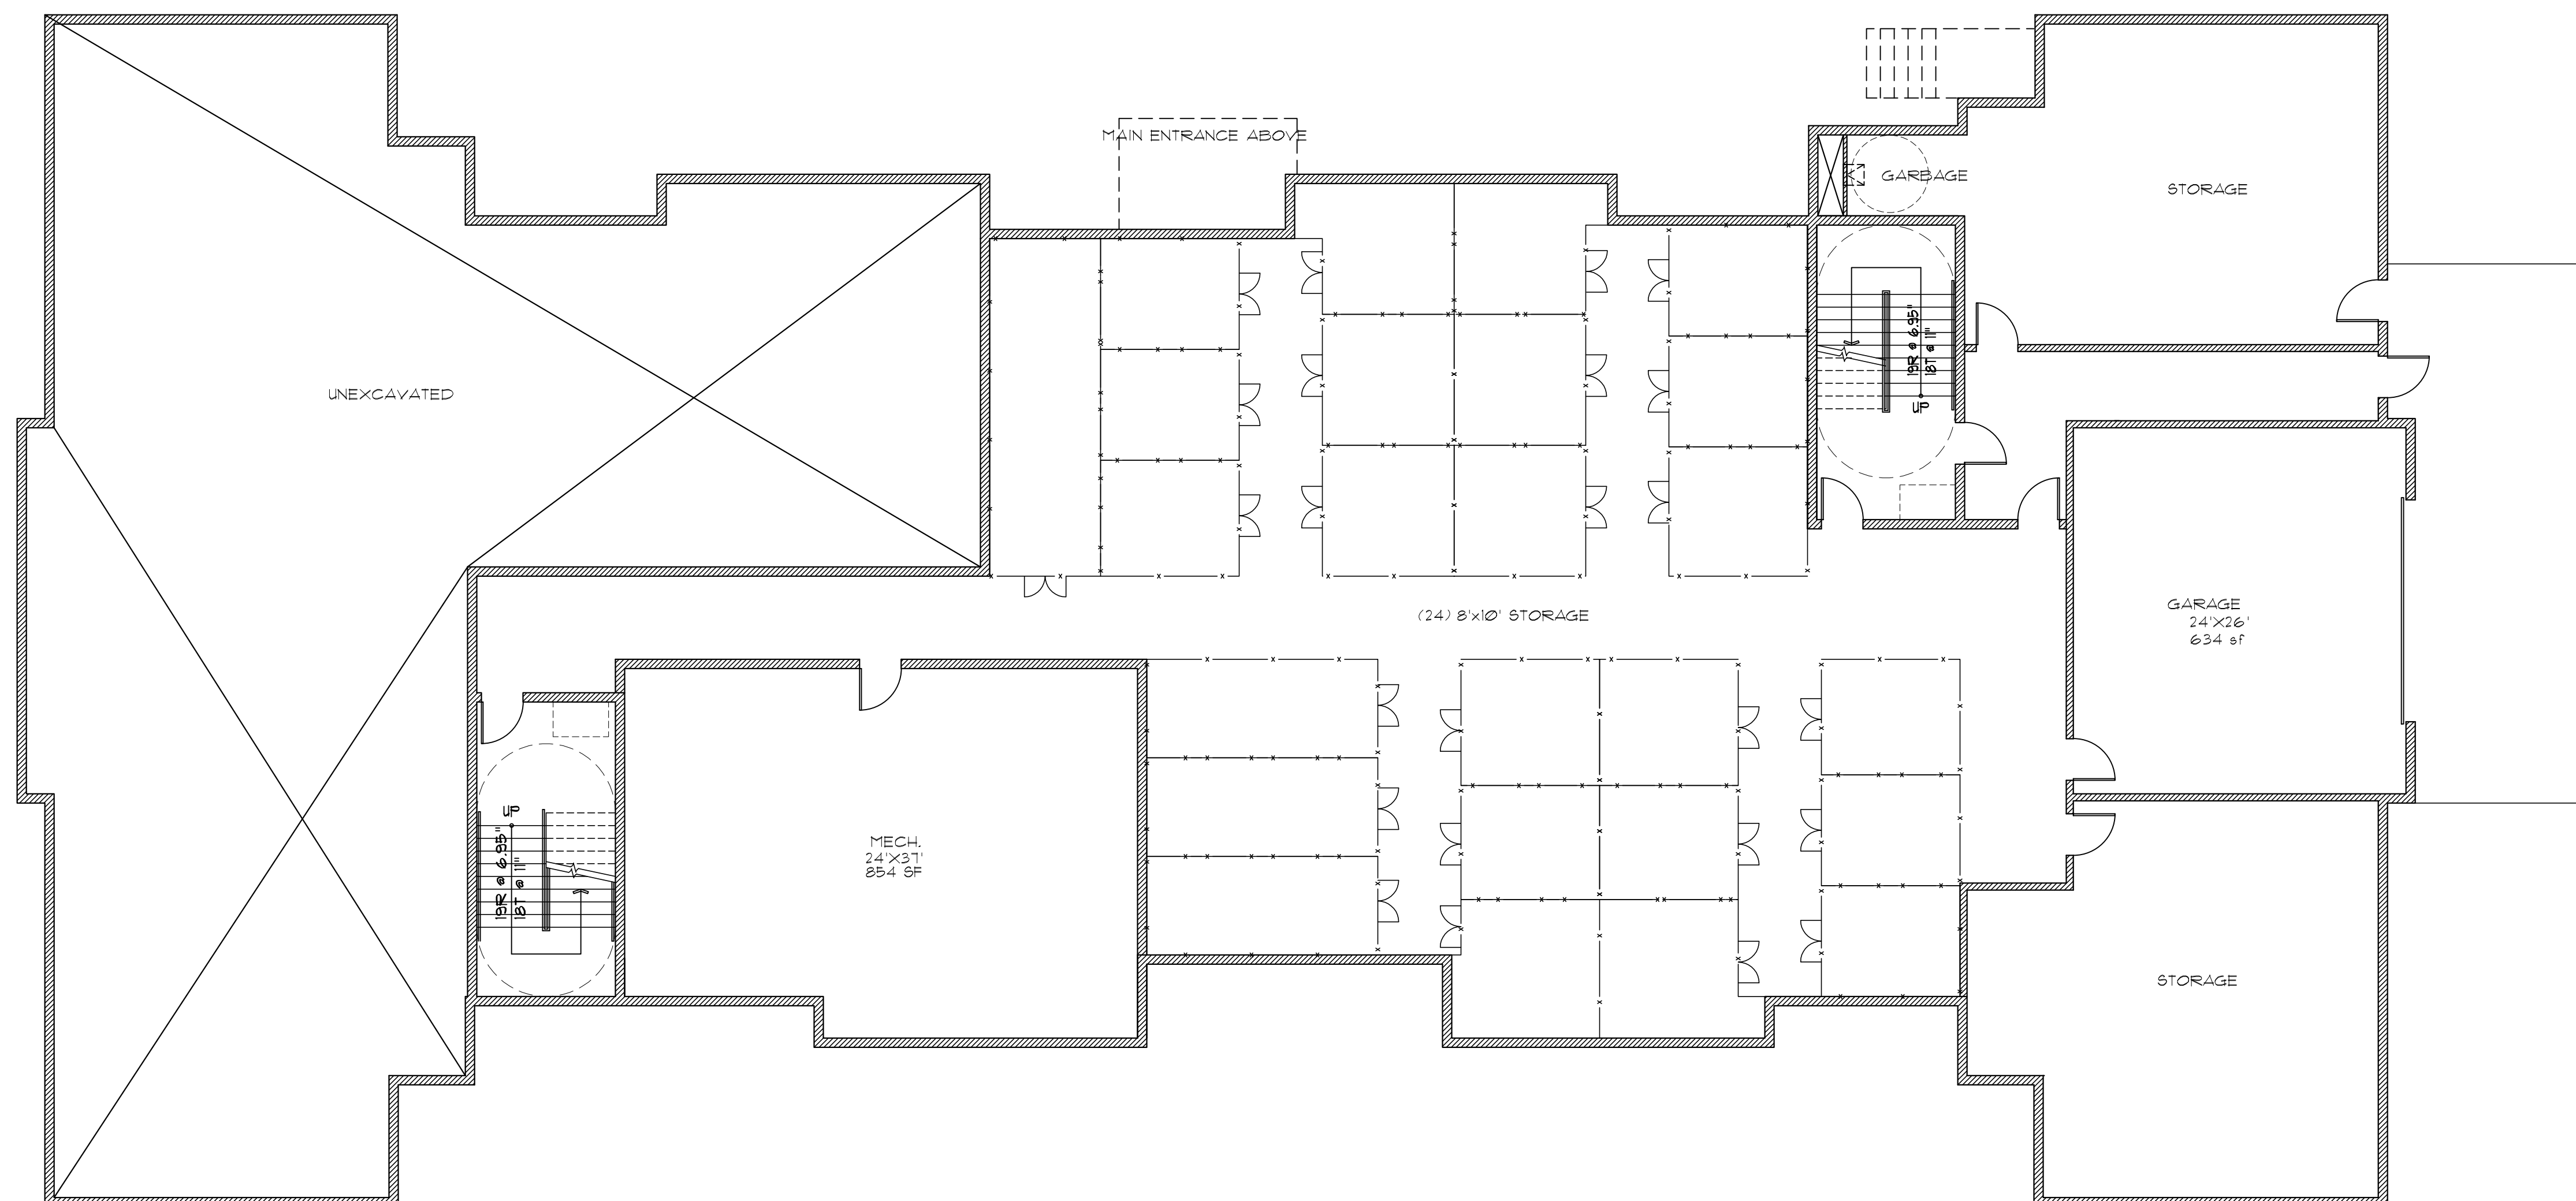 MAIN ENTRANCE ABOVE
GARBAGE
STORAGE
UNEXCAVATED
19R @ 6.95"
18T @ 11"
UP
(24) 8'x10' STORAGE
GARAGE
24'X26'
634 sf
UP
19R @ 6.95"
18T @ 11"
MECH.
24'X37'
854 SF
STORAGE